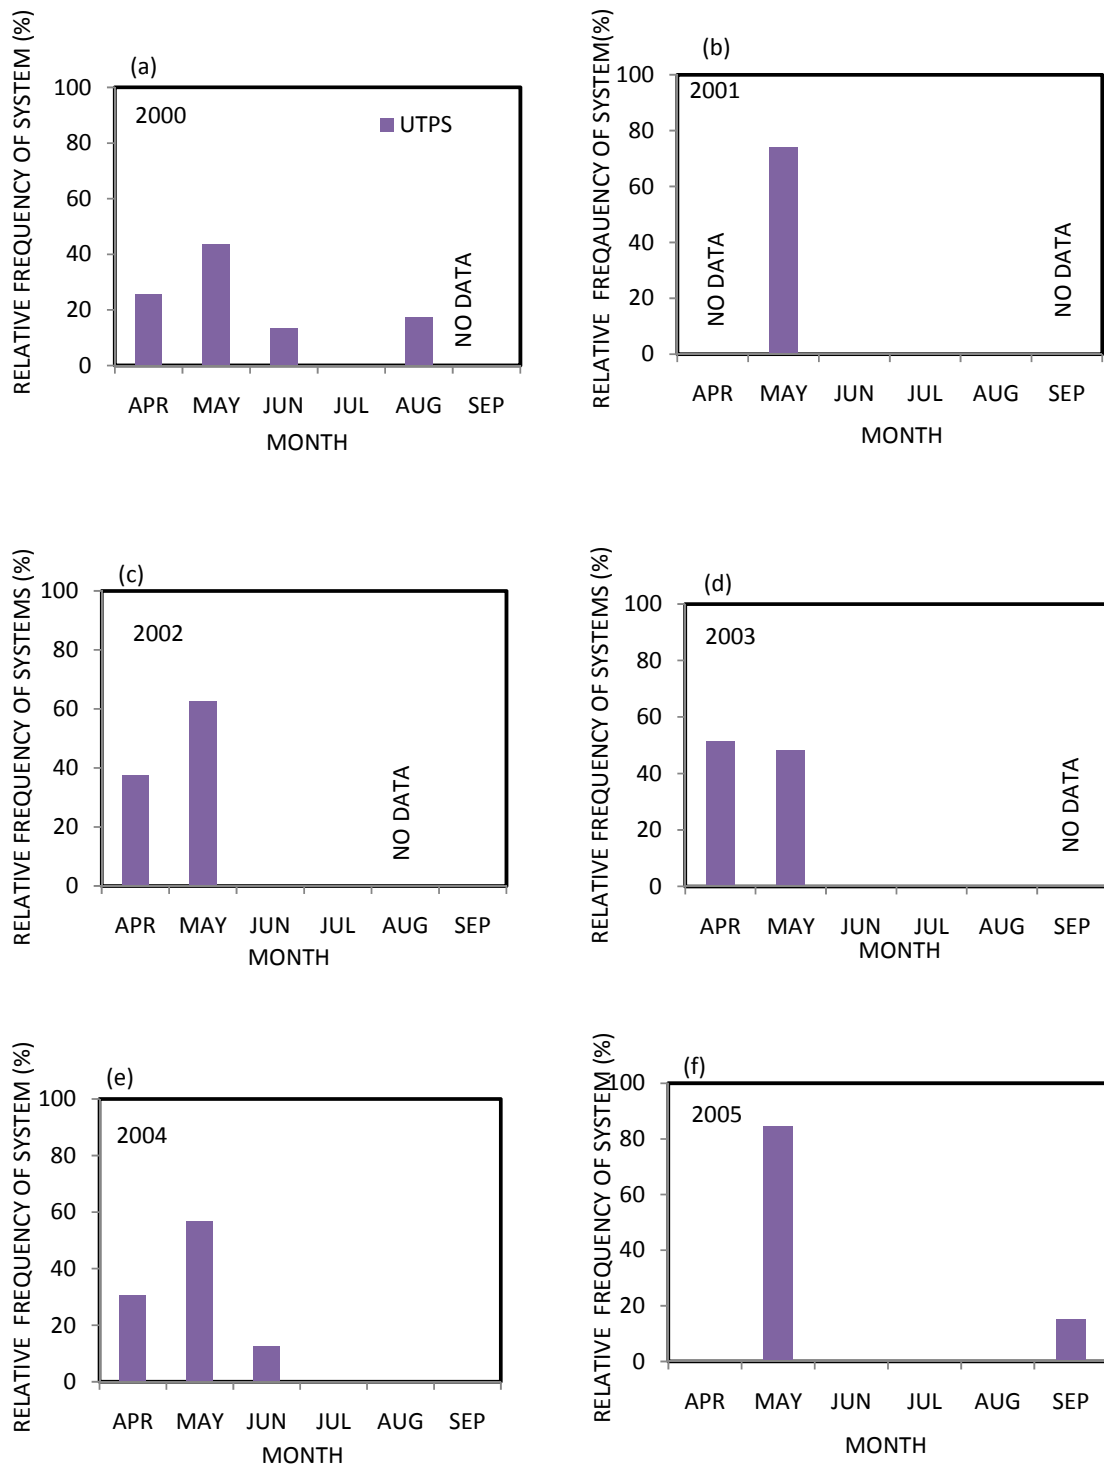 (a)
RELATIVE FREQUENCY OF SYSTEM (%)
100
80
60
40
20
0
2000
UTPS
NO DATA
APR MAY JUN JUL AUG SEP
MONTH
(b)
RELATIVE FREQAUENCY OF SYSTEM(%)
100
80
60
40
20
0
2001
NO DATA
NO DATA
APR MAY JUN JUL AUG SEP
MONTH
(c)
RELATIVE FREQUENCY OF SYSTEMS (%)
100
80
60
40
20
0
2002
NO DATA
APR MAY JUN JUL AUG SEP
MONTH
(d)
RELATIVE FREQUENCY OF SYSTEMS (%)
100
80
60
40
20
0
2003
NO DATA
APR MAY JUN JUL AUG SEP
MONTH
(e)
RELATIVE FREQUENCY OF SYSTEM (%)
100
80
60
40
20
0
2004
APR MAY JUN JUL AUG SEP
MONTH
(f)
RELATIVE FREQUENCY OF SYSTEM (%)
100
80
60
40
20
0
2005
APR MAY JUN JUL AUG SEP
MONTH